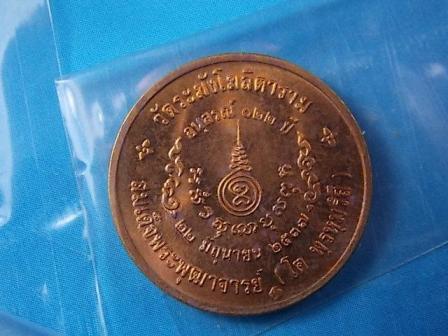 วัดระฆังโฆสิตาราม
อนุสรณ์ ๑๒๒ ปี
๒๒ มิถุนายน ๒๕๓๗
สมเด็จพระพุฒาจารย์ (โต พฺรหฺมรํสี)